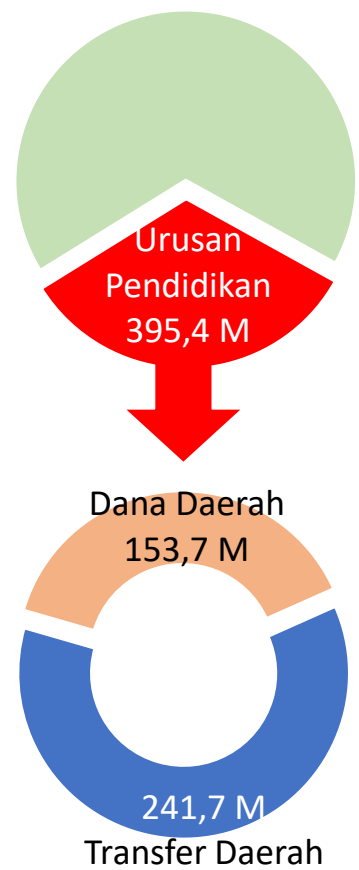 Urusan
Pendidikan
395,4 M
Dana Daerah
153,7 M
241,7 M
Transfer Daerah